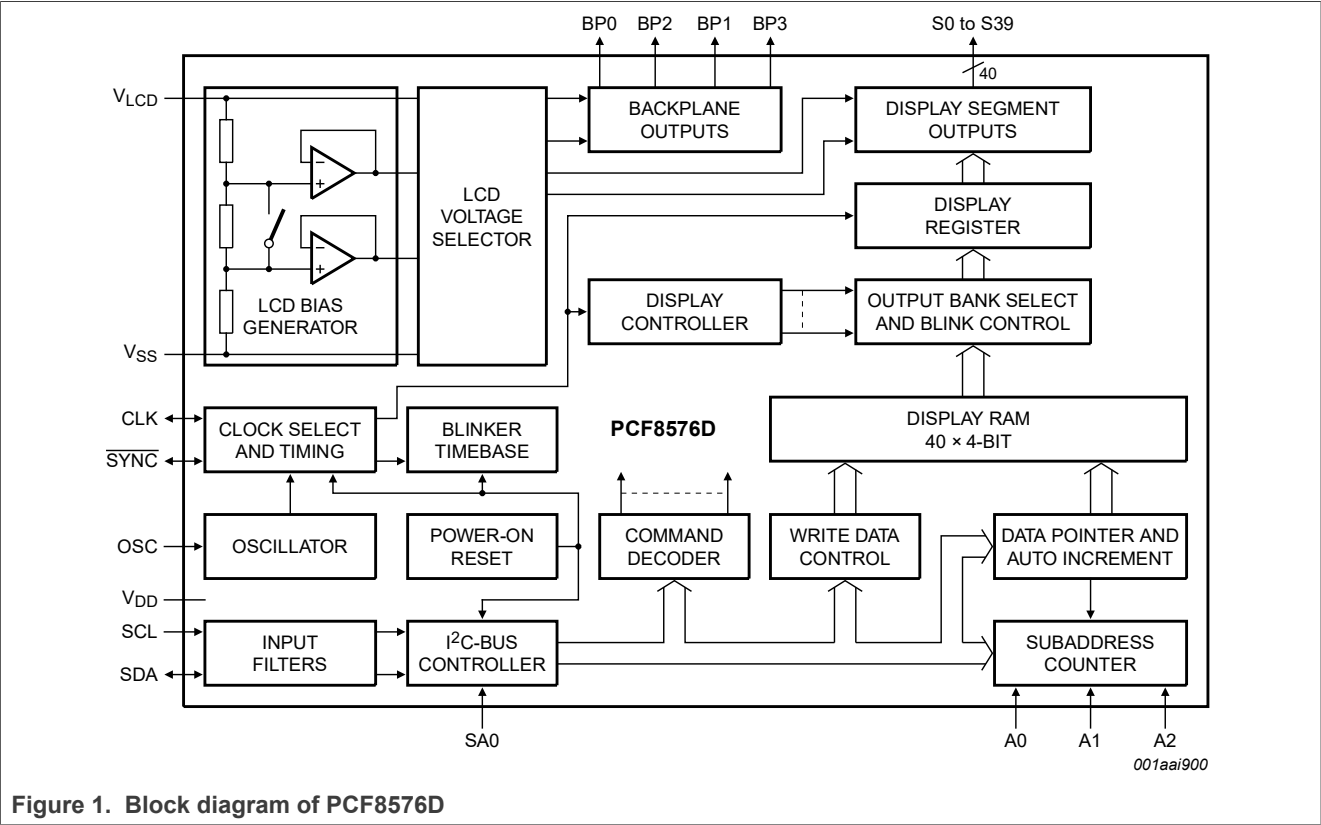 BP0 BP2 BP1 BP3 S0 to S39
40
VLCD
BACKPLANE
OUTPUTS
DISPLAY SEGMENT
OUTPUTS
LCD
VOLTAGE
SELECTOR
DISPLAY
REGISTER
LCD BIAS
GENERATOR
DISPLAY
CONTROLLER
OUTPUT BANK SELECT
AND BLINK CONTROL
VSS
CLK
SYNC
CLOCK SELECT
AND TIMING
BLINKER
TIMEBASE
PCF8576D
DISPLAY RAM
40 × 4-BIT
OSC
OSCILLATOR
POWER-ON
RESET
COMMAND
DECODER
WRITE DATA
CONTROL
DATA POINTER AND
AUTO INCREMENT
VDD
SCL
SDA
INPUT
FILTERS
I2C-BUS
CONTROLLER
SUBADDRESS
COUNTER
SA0 A0 A1 A2
001aai900
Figure 1. Block diagram of PCF8576D